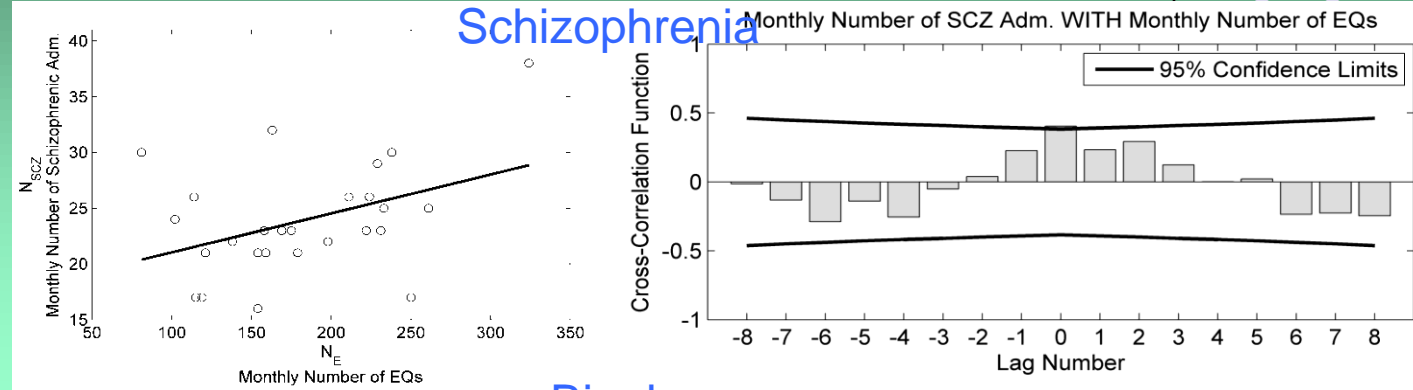 Schizophrenia
40
35
30
25
20
15
50
100
150
200
250
300
350
N_SCZ
Monthly Number of Schizophrenic Adm.
N_E
Monthly Number of EQs
Monthly Number of SCZ Adm. WITH Monthly Number of EQs
95% Confidence Limits
Cross-Correlation Function
1
0.5
0
-0.5
-1
-8 -7 -6 -5 -4 -3 -2 -1 0 1 2 3 4 5 6 7 8
Lag Number